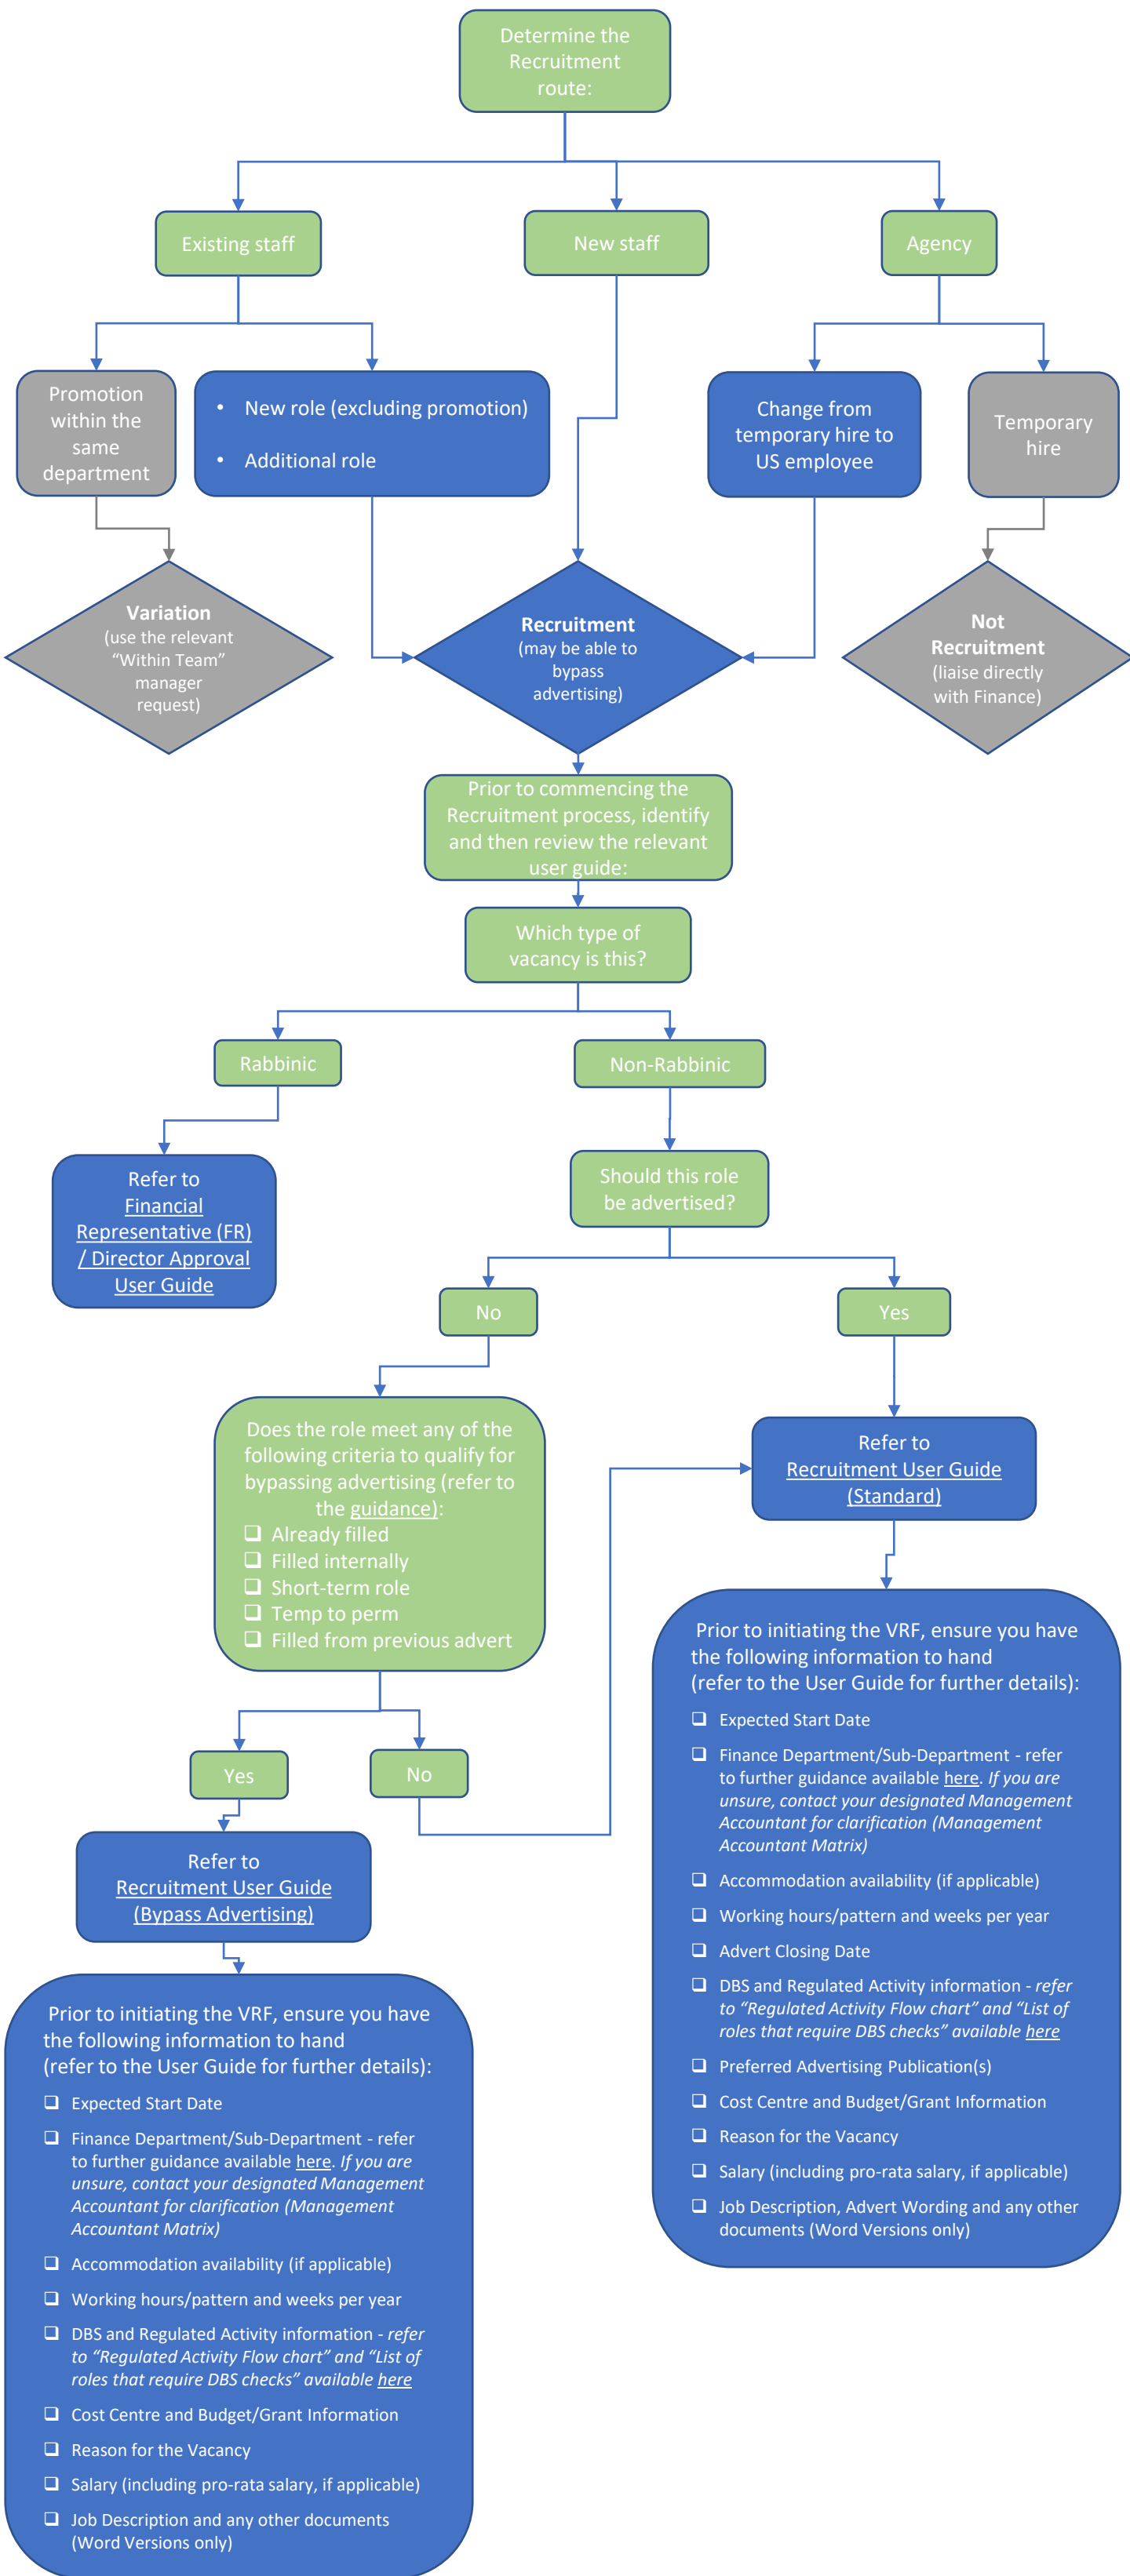 Determine the
Recruitment
route:
Existing staff
New staff
Agency
Promotion
within the
same
department
• New role (excluding promotion)
• Additional role
Change from
temporary hire to
US employee
Temporary
hire
Variation
(use the relevant
“Within Team”
manager
request)
Recruitment
(may be able to
bypass
advertising)
Not
Recruitment
(liaise directly
with Finance)
Prior to commencing the
Recruitment process, identify
and then review the relevant
user guide:
Which type of
vacancy is this?
Rabbinic
Non-Rabbinic
Refer to
Financial
Representative (FR)
/ Director Approval
User Guide
Should this role
be advertised?
No
Yes
Does the role meet any of the
following criteria to qualify for
bypassing advertising (refer to
the guidance):
❑ Already filled
❑ Filled internally
❑ Short-term role
❑ Temp to perm
❑ Filled from previous advert
Refer to
Recruitment User Guide
(Standard)
Yes
No
Refer to
Recruitment User Guide
(Bypass Advertising)
Prior to initiating the VRF, ensure you have
the following information to hand
(refer to the User Guide for further details):
❑ Expected Start Date
❑ Finance Department/Sub-Department - refer
to further guidance available here. If you are
unsure, contact your designated Management
Accountant for clarification (Management
Accountant Matrix)
❑ Accommodation availability (if applicable)
❑ Working hours/pattern and weeks per year
❑ Advert Closing Date
❑ DBS and Regulated Activity information - refer
to “Regulated Activity Flow chart” and “List of
roles that require DBS checks” available here
❑ Preferred Advertising Publication(s)
❑ Cost Centre and Budget/Grant Information
❑ Reason for the Vacancy
❑ Salary (including pro-rata salary, if applicable)
❑ Job Description, Advert Wording and any other
documents (Word Versions only)
Prior to initiating the VRF, ensure you have
the following information to hand
(refer to the User Guide for further details):
❑ Expected Start Date
❑ Finance Department/Sub-Department - refer
to further guidance available here. If you are
unsure, contact your designated Management
Accountant for clarification (Management
Accountant Matrix)
❑ Accommodation availability (if applicable)
❑ Working hours/pattern and weeks per year
❑ DBS and Regulated Activity information - refer
to “Regulated Activity Flow chart” and “List of
roles that require DBS checks” available here
❑ Cost Centre and Budget/Grant Information
❑ Reason for the Vacancy
❑ Salary (including pro-rata salary, if applicable)
❑ Job Description and any other documents
(Word Versions only)